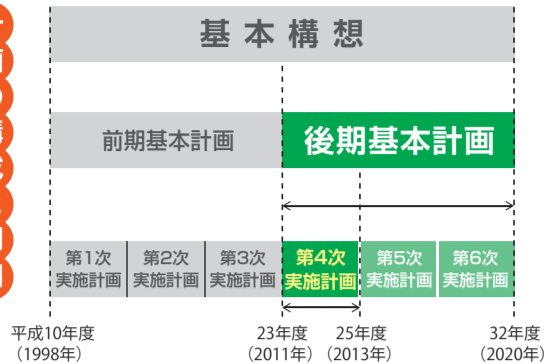 基本構想
前期基本計画
後期基本計画
第1次 第2次 第3次 第4次 第5次 第6次
実施計画 実施計画 実施計画 実施計画 実施計画 実施計画
平成10年度 23年度 25年度 32年度
（1998年） （2011年） （2013年） （2020年）